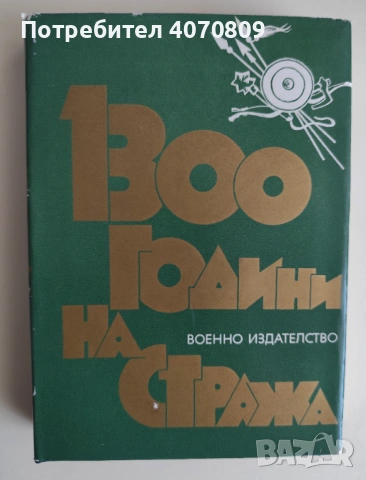 Потребител 4070809
1300
ГОДИНИ
НА
ВОЕННО ИЗДАТЕЛСТВО
СТРАЖА
bazar